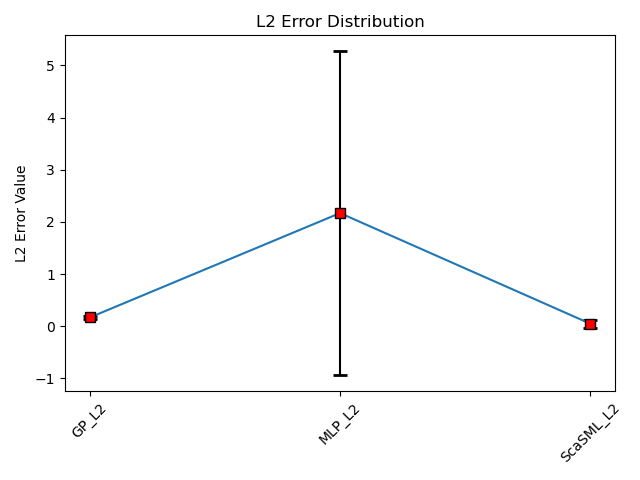 L2 Error Distribution
L2 Error Value
5
4
3
2
1
0
−1
GP_L2
MLP_L2
ScaSML_L2